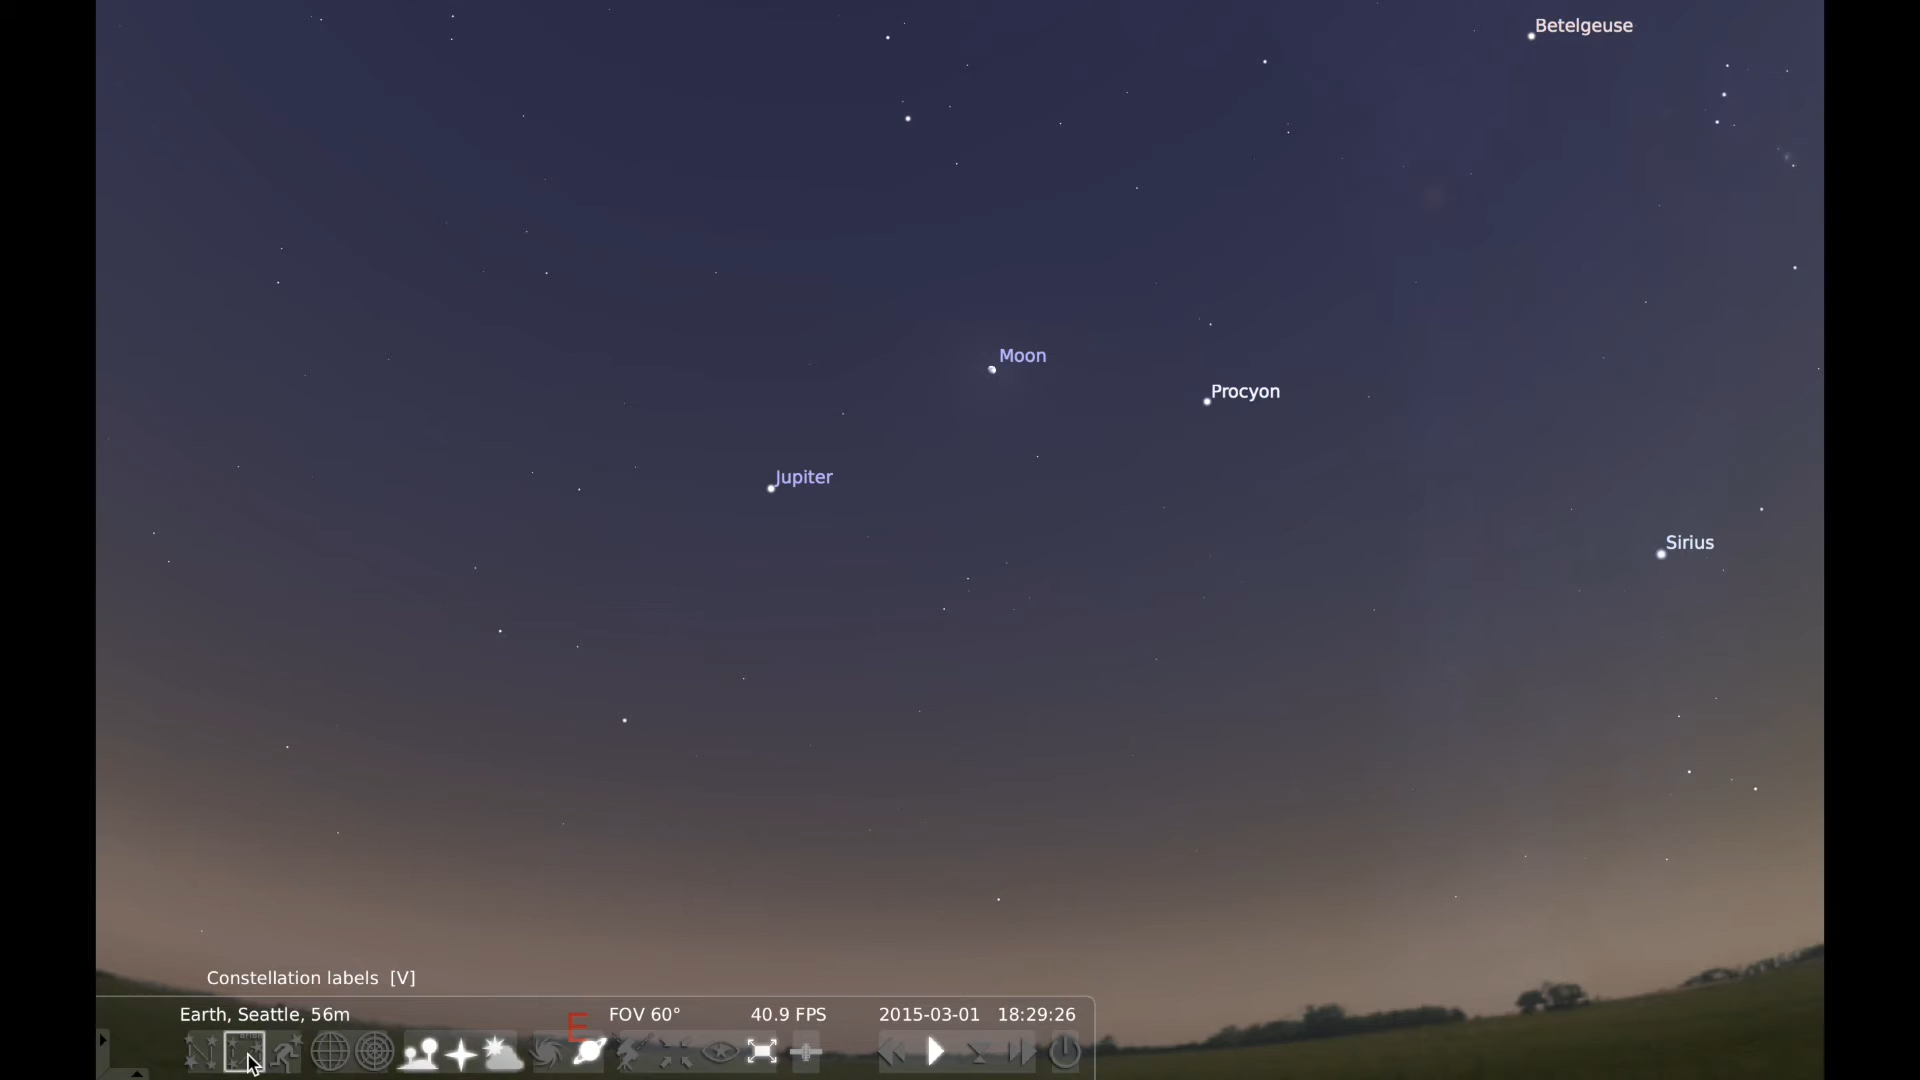 Betelgeuse
Moon
Procyon
Jupiter
Sirius
Constellation labels [V]
Earth, Seattle, 56m
E
FOV 60°
40.9 FPS
2015-03-01 18:29:26